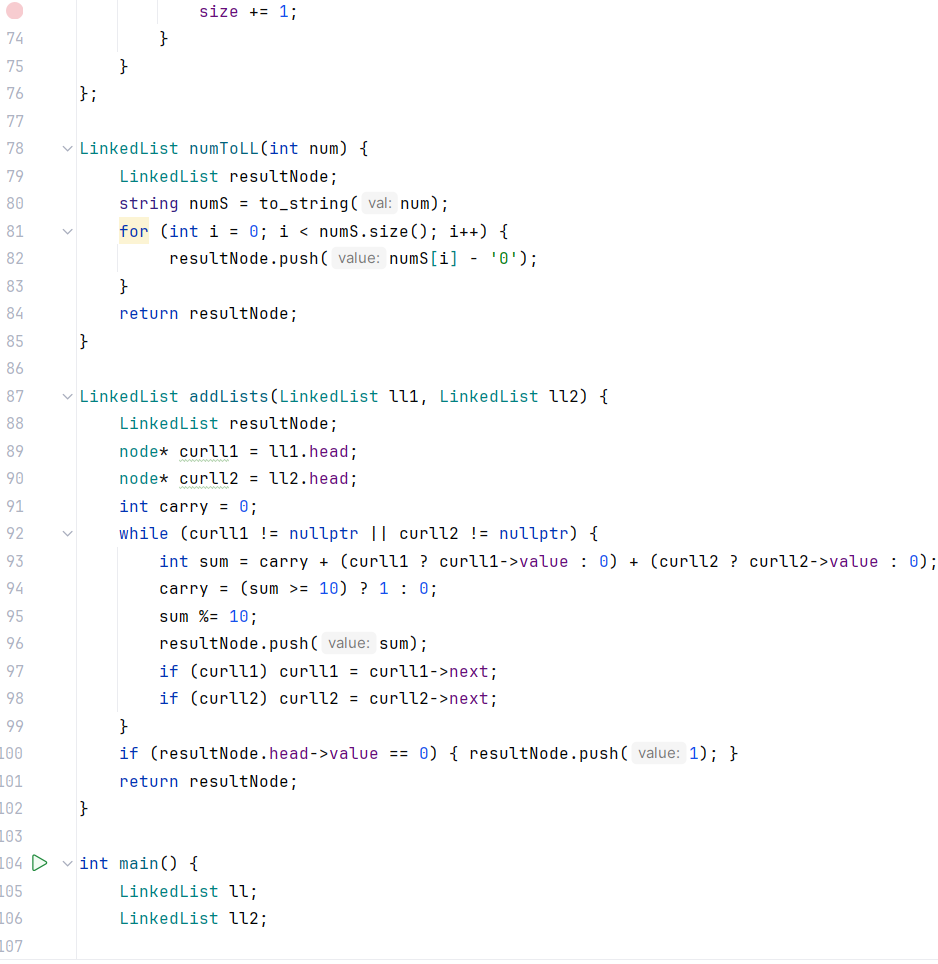 size += 1;
74        }
75    }
76 };
77
78 LinkedList numToLL(int num) {
79     LinkedList resultNode;
80     string numS = to_string( val: num);
81     for (int i = 0; i < numS.size(); i++) {
82          resultNode.push( value: numS[i] - '0');
83     }
84     return resultNode;
85 }
86
87 LinkedList addLists(LinkedList ll1, LinkedList ll2) {
88     LinkedList resultNode;
89     node* curll1 = ll1.head;
90     node* curll2 = ll2.head;
91     int carry = 0;
92     while (curll1 != nullptr || curll2 != nullptr) {
93         int sum = carry + (curll1 ? curll1->value : 0) + (curll2 ? curll2->value : 0);
94         carry = (sum >= 10) ? 1 : 0;
95         sum %= 10;
96         resultNode.push( value: sum);
97         if (curll1) curll1 = curll1->next;
98         if (curll2) curll2 = curll2->next;
99     }
100     if (resultNode.head->value == 0) { resultNode.push( value: 1); }
101     return resultNode;
102 }
103
104 int main() {
105     LinkedList ll;
106     LinkedList ll2;
107